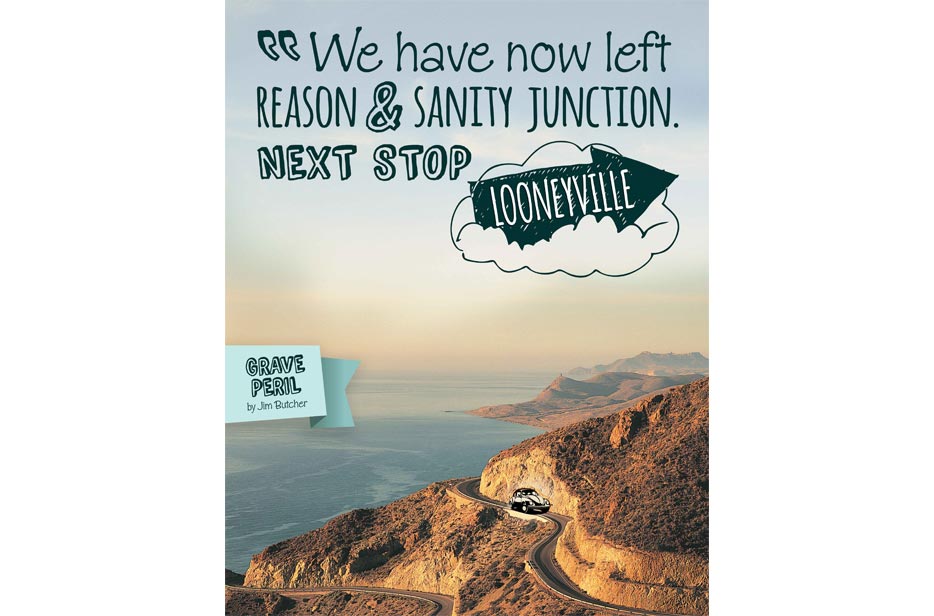 “We have now left
REASON & SANITY JUNCTION.
NEXT STOP
LOONEYVILLE
GRAVE
PERIL
by Jim Butcher